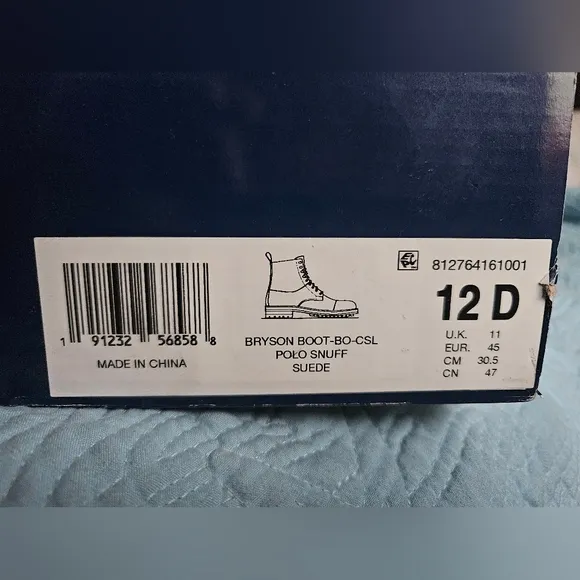 812764161001
12 D
U.K. 11
EUR. 45
CM 30.5
CN 47
BRYSON BOOT-BO-CSL
POLO SNUFF
SUEDE
1 91232 56858 8
MADE IN CHINA